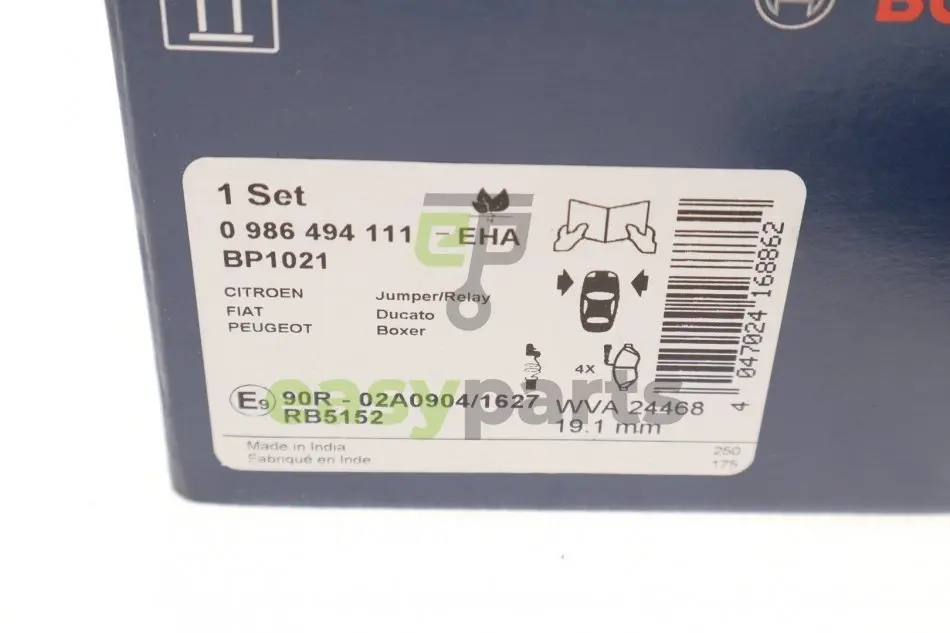 1 Set
0 986 494 111 - EHA
BP1021
CITROEN Jumper/Relay
FIAT Ducato
PEUGEOT Boxer
4X
E9 90R - 02A0904/1627
RB5152
WVA 24468
19.1 mm
Made in India
Fabriqué en Inde
250
175
4 047024 168862
easyparts
ep